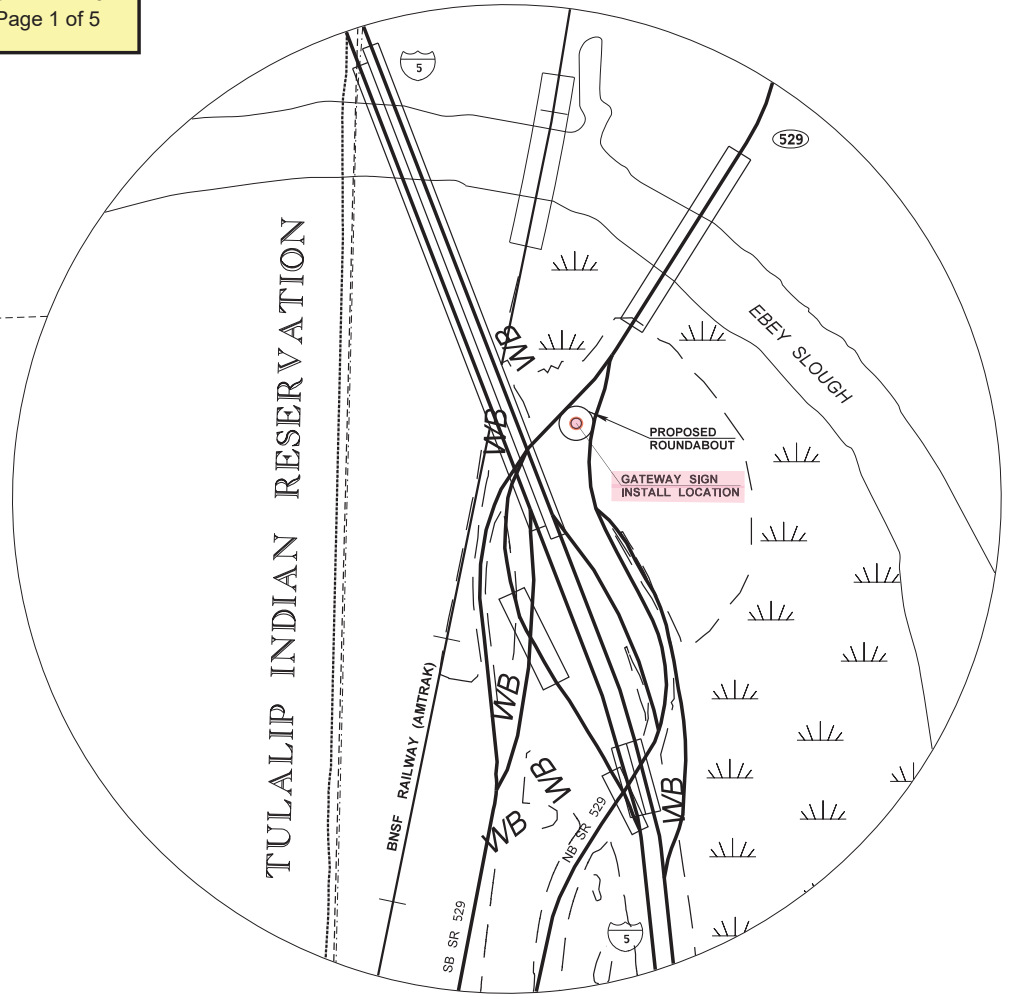 Page 1 of 5
5
529
TULALIP INDIAN RESERVATION
EBEY SLOUGH
WB
WB
PROPOSED
ROUNDABOUT
GATEWAY SIGN
INSTALL LOCATION
BNSF RAILWAY (AMTRAK)
WB
WB
WB
WB
NB SR 529
SB SR 529
5